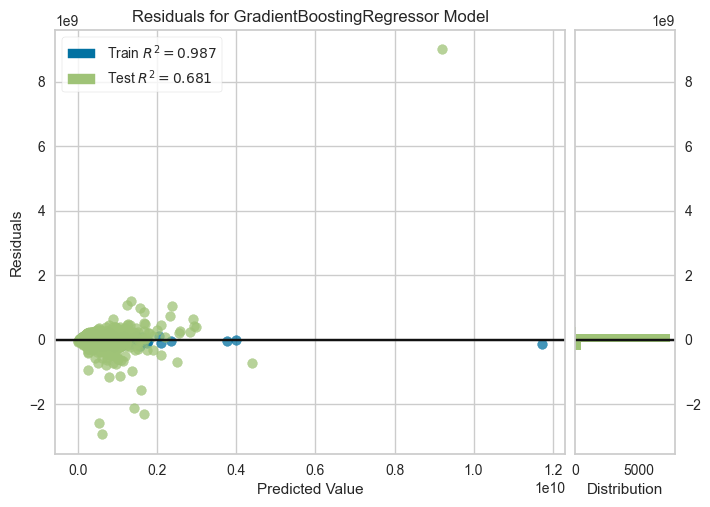 Residuals for GradientBoostingRegressor Model
1e9
1e9
Train R² = 0.987
Test R² = 0.681
8
6
4
2
0
−2
8
6
4
2
0
−2
Residuals
0.0 0.2 0.4 0.6 0.8 1.0 1.2
1e10
Predicted Value
0 5000
Distribution